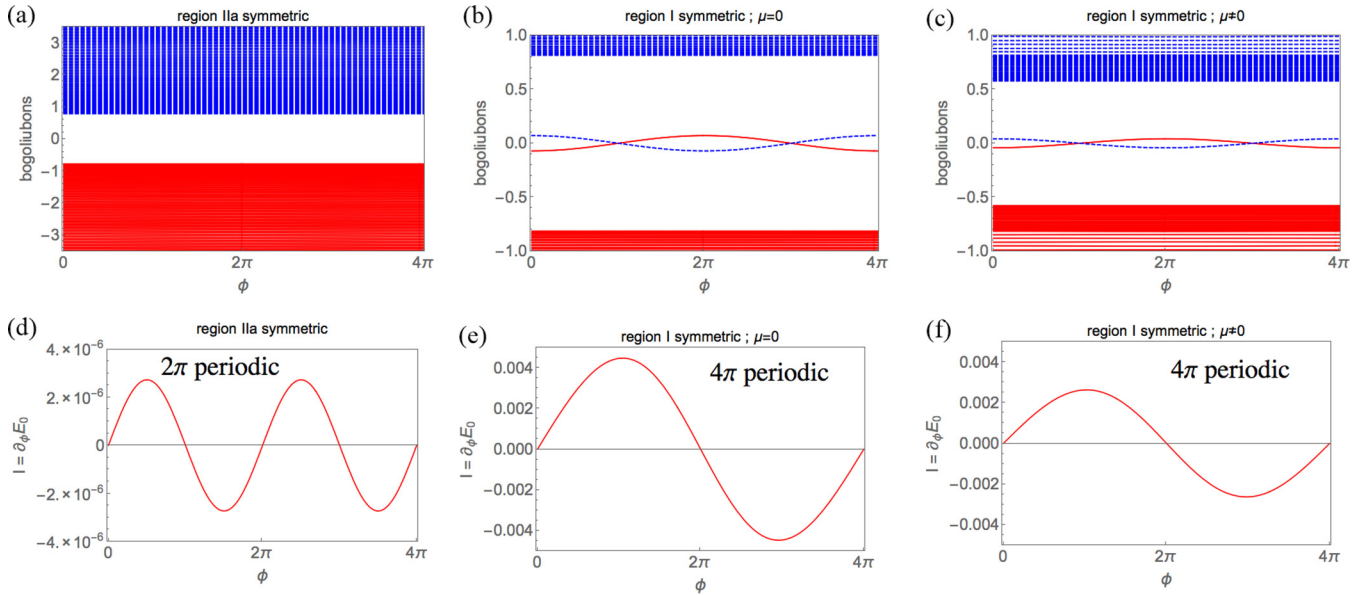 (a)
region IIa symmetric
bogoliubons
3
2
1
0
-1
-2
-3
0
2π
4π
ϕ
(b)
region I symmetric ; μ=0
bogoliubons
1.0
0.5
0.0
-0.5
-1.0
0
2π
4π
ϕ
(c)
region I symmetric ; μ≠0
bogoliubons
1.0
0.5
0.0
-0.5
-1.0
0
2π
4π
ϕ
(d)
region IIa symmetric
2π periodic
I = ∂ϕE0
4.×10-6
2.×10-6
0
-2.×10-6
-4.×10-6
0
2π
4π
ϕ
(e)
region I symmetric ; μ=0
4π periodic
I = ∂ϕE0
0.004
0.002
0.000
-0.002
-0.004
0
2π
4π
ϕ
(f)
region I symmetric ; μ≠0
4π periodic
I = ∂ϕE0
0.004
0.002
0.000
-0.002
-0.004
0
2π
4π
ϕ